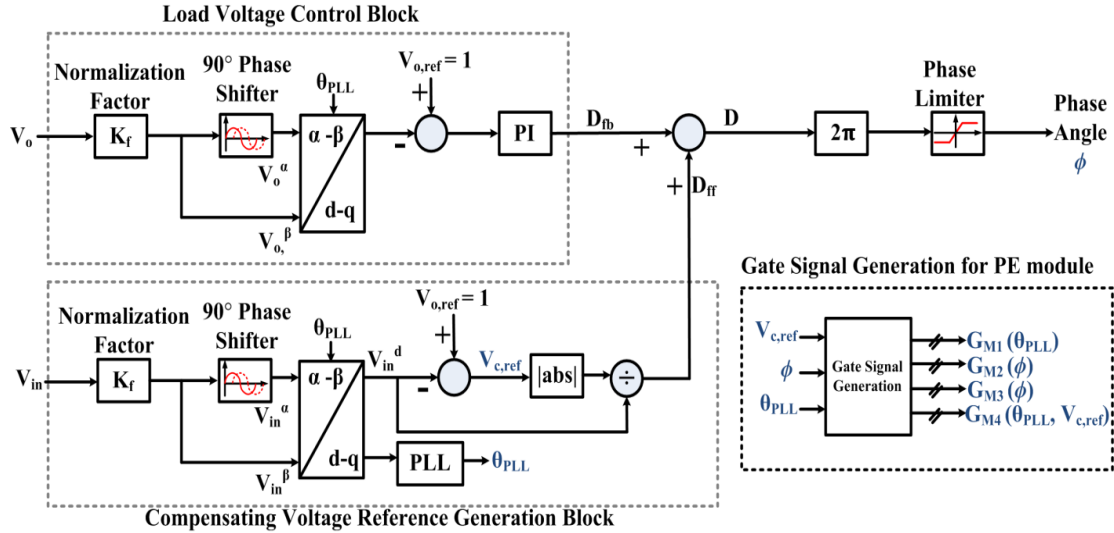 Load Voltage Control Block
Normalization
Factor
90° Phase
Shifter
θPLL
Vo,ref = 1
Vo
Kf
α -β
d-q
Voα
Vo,β
+
-
PI
Dfb
+
+
D
Dff
2π
Phase
Limiter
Phase
Angle
ϕ
Normalization
Factor
90° Phase
Shifter
θPLL
Vo,ref = 1
Vin
Kf
α -β
d-q
Vinα
Vinβ
Vind
+
-
Vc,ref
|abs|
÷
PLL
θPLL
Compensating Voltage Reference Generation Block
Gate Signal Generation for PE module
Vc,ref
ϕ
θPLL
Gate Signal
Generation
GM1 (θPLL)
GM2 (ϕ)
GM3 (ϕ)
GM4 (θPLL, Vc,ref)